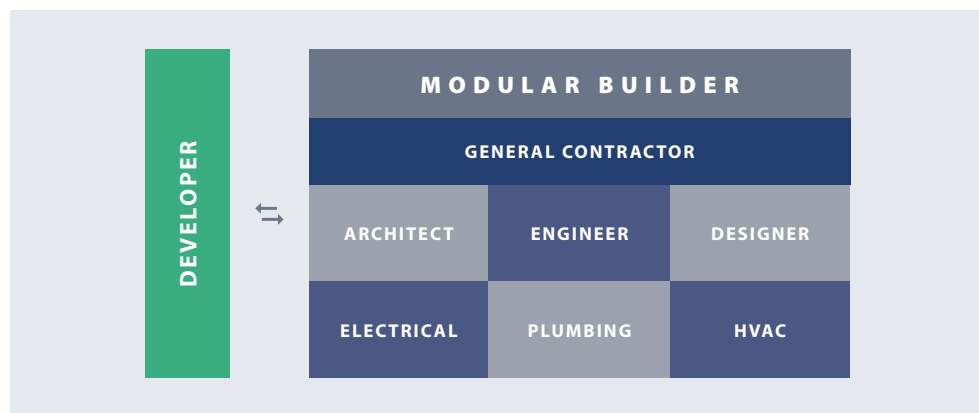 DEVELOPER
MODULAR BUILDER
GENERAL CONTRACTOR
ARCHITECT
ENGINEER
DESIGNER
ELECTRICAL
PLUMBING
HVAC